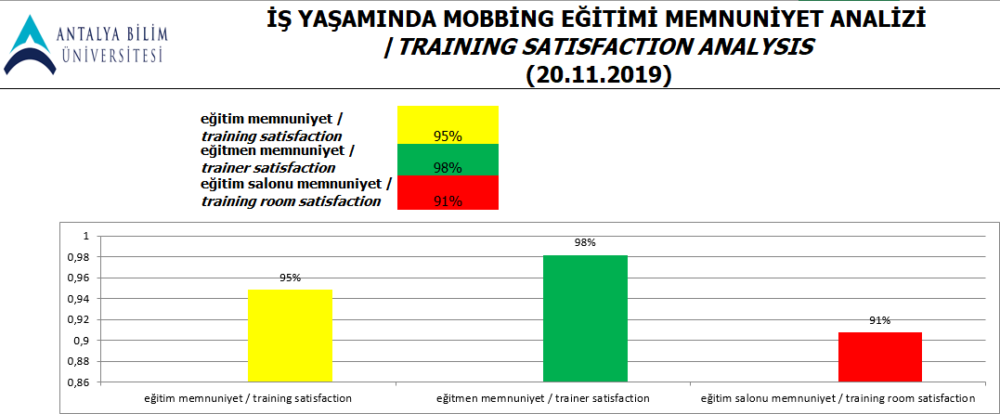 ANTALYA BİLİM
ÜNİVERSİTESİ
İŞ YAŞAMINDA MOBBİNG EĞİTİMİ MEMNUNİYET ANALİZİ
/TRAINING SATISFACTION ANALYSIS
(20.11.2019)
eğitim memnuniyet /
training satisfaction 95%
eğitmen memnuniyet /
trainer satisfaction 98%
eğitim salonu memnuniyet /
training room satisfaction 91%
1
0,98
0,96
0,94
0,92
0,9
0,88
0,86
95%
98%
91%
eğitim memnuniyet / training satisfaction
eğitmen memnuniyet / trainer satisfaction
eğitim salonu memnuniyet / training room satisfaction